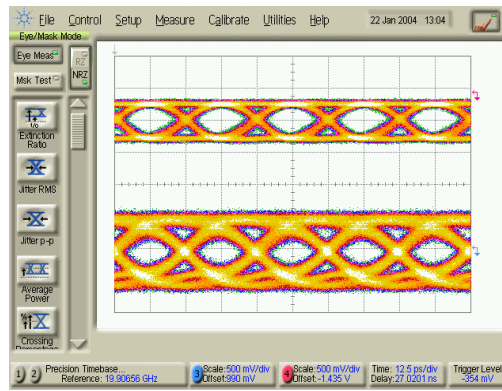 File Control Setup Measure Calibrate Utilities Help 22 Jan 2004 13:04
Eye/Mask Mode
Eye Meas
RZ
NRZ
Msk Test
Extinction
Ratio
Jitter RMS
Jitter p-p
Average
Power
Crossing
Percentage
1 2 Precision Timebase...
Reference: 19.90656 GHz
3 Scale:500 mV/div
Offset:990 mV
4 Scale:500 mV/div
Offset:-1.435 V
Time: 12.5 ps/div
Delay:27.0201 ns
Trigger Level:
-354 mV